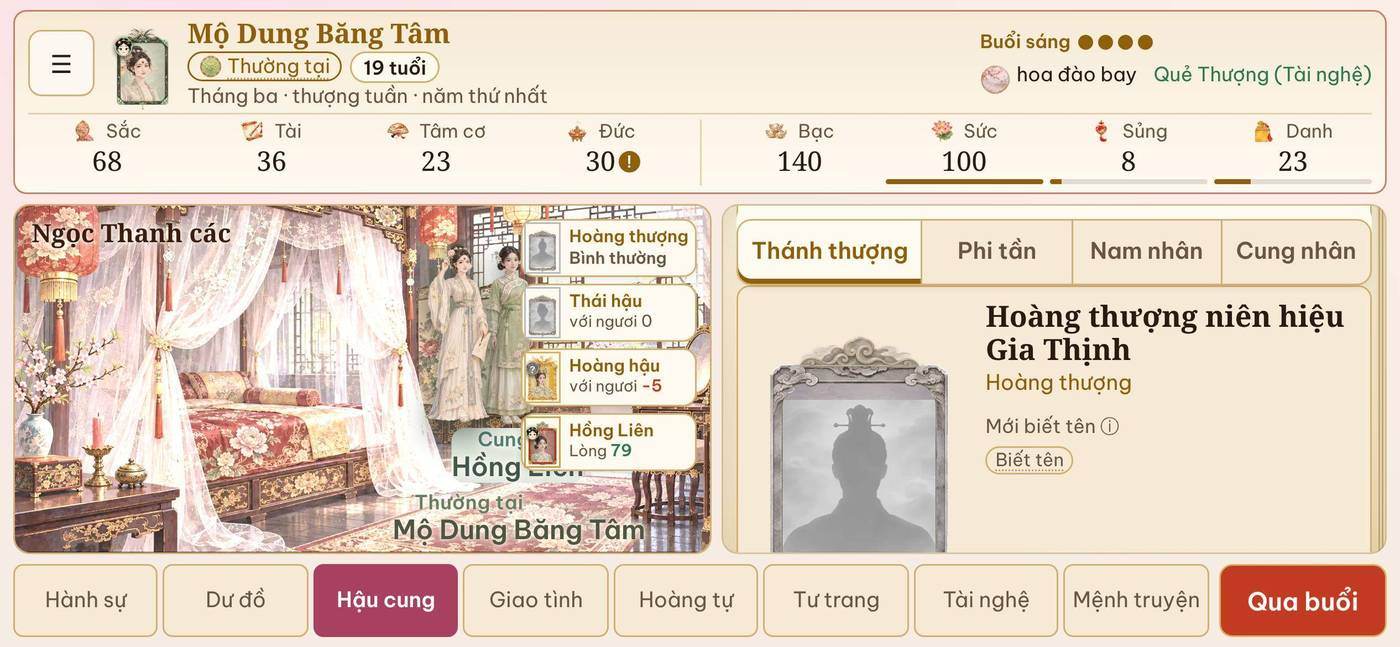 ☰
Mộ Dung Băng Tâm
Thường tại
19 tuổi
Tháng ba · thượng tuần · năm thứ nhất
Buổi sáng
hoa đào bay
Quẻ Thượng (Tài nghệ)
Sắc
Tài
Tâm cơ
Đức
Bạc
Sức
Sủng
Danh
68
36
23
30 !
140
100
8
23
Ngọc Thanh các
Hoàng thượng
Bình thường
Thái hậu
với ngươi 0
Hoàng hậu
với ngươi -5
Hồng Liên
Lòng 79
Cung
Hồng Liên
Thường tại
Mộ Dung Băng Tâm
Thánh thượng
Phi tần
Nam nhân
Cung nhân
Hoàng thượng niên hiệu
Gia Thịnh
Hoàng thượng
Mới biết tên ⓘ
Biết tên
Hành sự
Dư đồ
Hậu cung
Giao tình
Hoàng tự
Tư trang
Tài nghệ
Mệnh truyện
Qua buổi